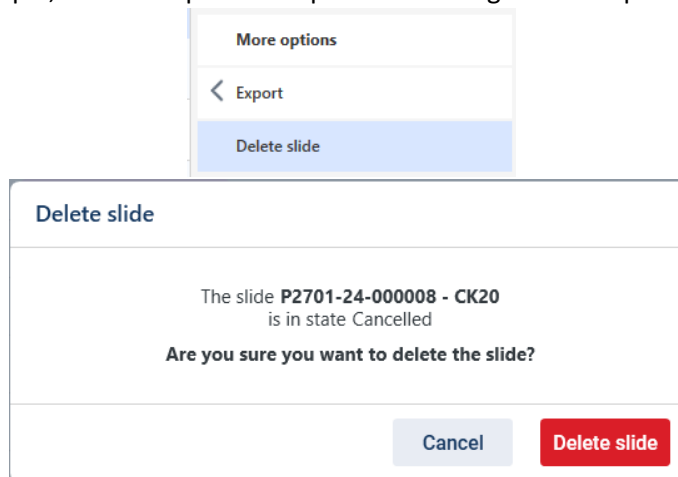 More options
Export
Delete slide
Delete slide
The slide P2701-24-000008 - CK20
is in state Cancelled
Are you sure you want to delete the slide?
Cancel
Delete slide